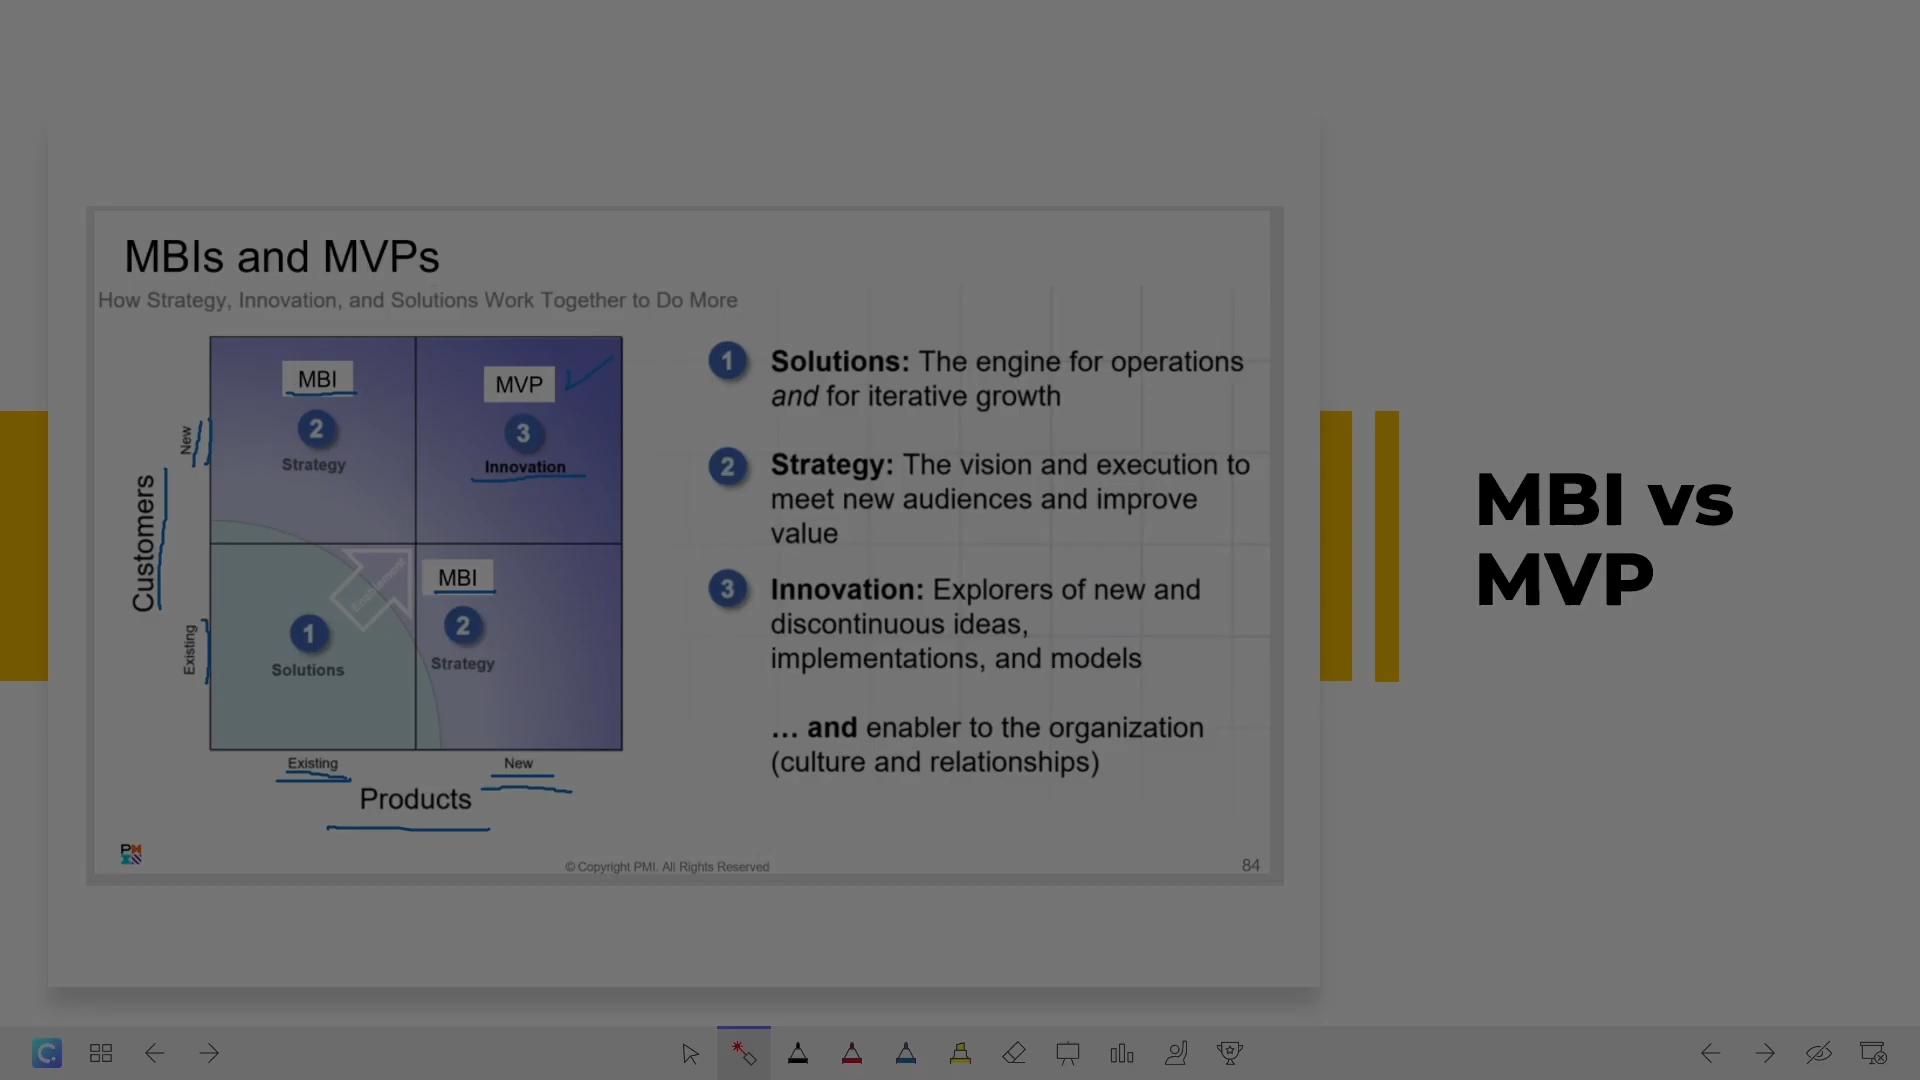 MBIs and MVPs
How Strategy, Innovation, and Solutions Work Together to Do More
MBI
2
Strategy
MVP
3
Innovation
New
Customers
Existing
Enablement
1
Solutions
MBI
2
Strategy
Existing
New
Products
1 Solutions: The engine for operations
and for iterative growth
2 Strategy: The vision and execution to
meet new audiences and improve
value
3 Innovation: Explorers of new and
discontinuous ideas,
implementations, and models
... and enabler to the organization
(culture and relationships)
PM
© Copyright PMI. All Rights Reserved
84
MBI vs
MVP